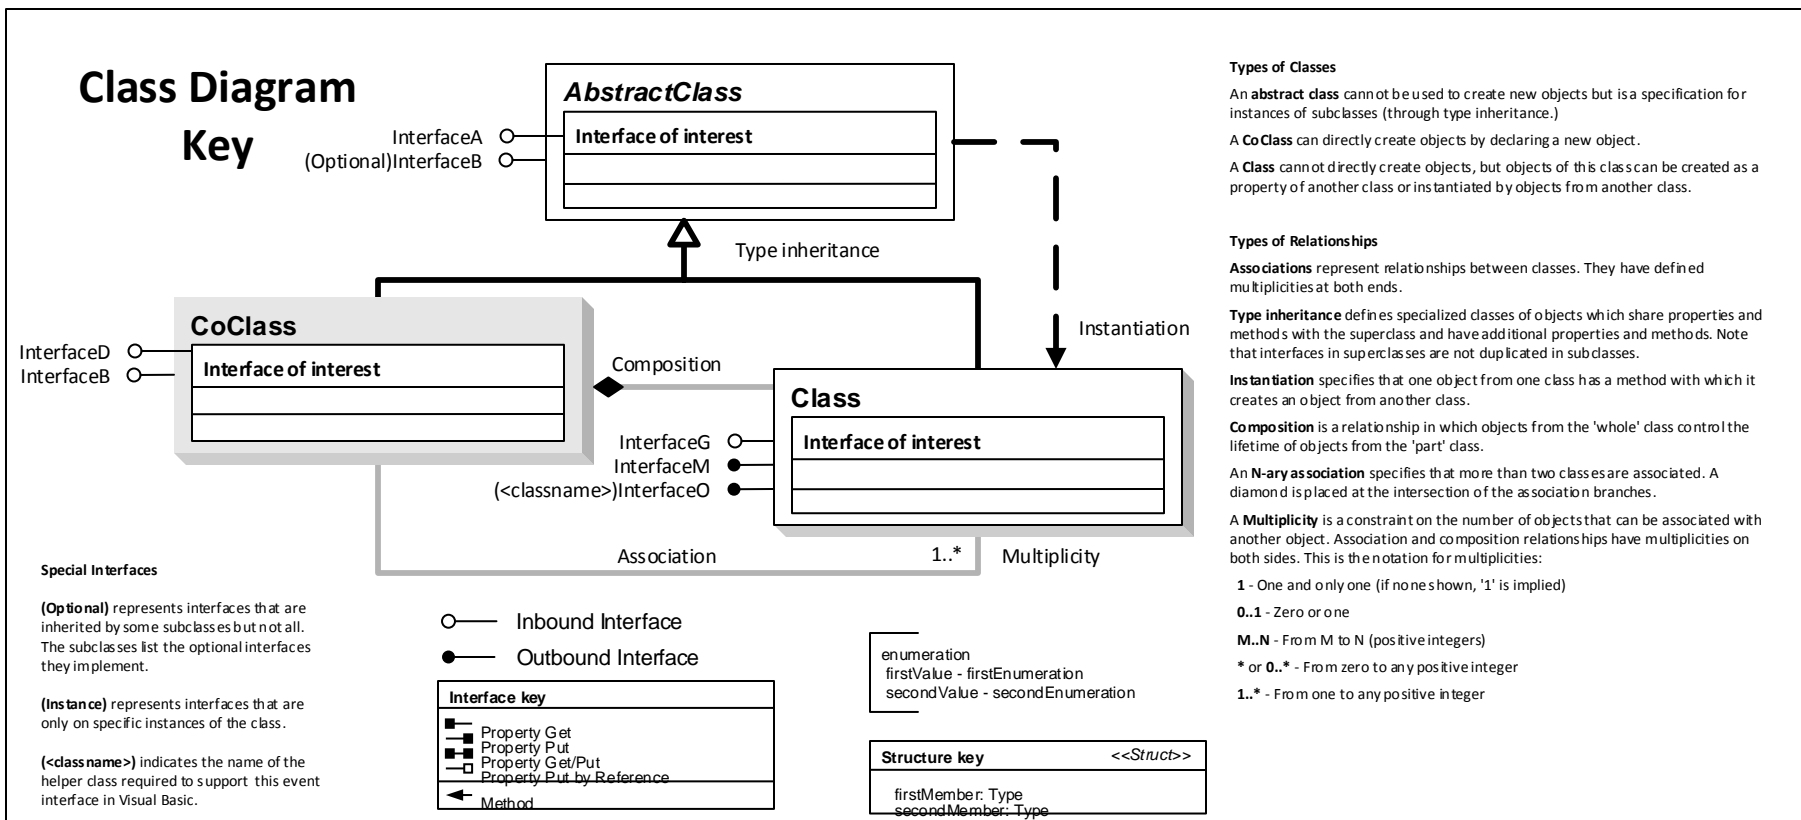 Class Diagram
Key
AbstractClass
Interface of interest
InterfaceA
(Optional)InterfaceB
Type inheritance
Instantiation
CoClass
Interface of interest
InterfaceD
InterfaceB
Composition
Class
Interface of interest
InterfaceG
InterfaceM
(<classname>)InterfaceO
Association
1..*
Multiplicity
Special Interfaces
(Optional) represents interfaces that are
inherited by some subclasses but not all.
The subclasses list the optional interfaces
they implement.
(Instance) represents interfaces that are
only on specific instances of the class.
(<classname>) indicates the name of the
helper class required to support this event
interface in Visual Basic.
Inbound Interface
Outbound Interface
Interface key
Property Get
Property Put
Property Get/Put
Property Put by Reference
Method
enumeration
firstValue - firstEnumeration
secondValue - secondEnumeration
Structure key <<Struct>>
firstMember: Type
secondMember: Type
Types of Classes
An abstract class cannot be used to create new objects but is a specification for
instances of subclasses (through type inheritance.)
A CoClass can directly create objects by declaring a new object.
A Class cannot directly create objects, but objects of this class can be created as a
property of another class or instantiated by objects from another class.
Types of Relationships
Associations represent relationships between classes. They have defined
multiplicities at both ends.
Type inheritance defines specialized classes of objects which share properties and
methods with the superclass and have additional properties and methods. Note
that interfaces in superclasses are not duplicated in subclasses.
Instantiation specifies that one object from one class has a method with which it
creates an object from another class.
Composition is a relationship in which objects from the 'whole' class control the
lifetime of objects from the 'part' class.
An N-ary association specifies that more than two classes are associated. A
diamond is placed at the intersection of the association branches.
A Multiplicity is a constraint on the number of objects that can be associated with
another object. Association and composition relationships have multiplicities on
both sides. This is the notation for multiplicities:
1 - One and only one (if none shown, '1' is implied)
0..1 - Zero or one
M..N - From M to N (positive integers)
* or 0..* - From zero to any positive integer
1..* - From one to any positive integer